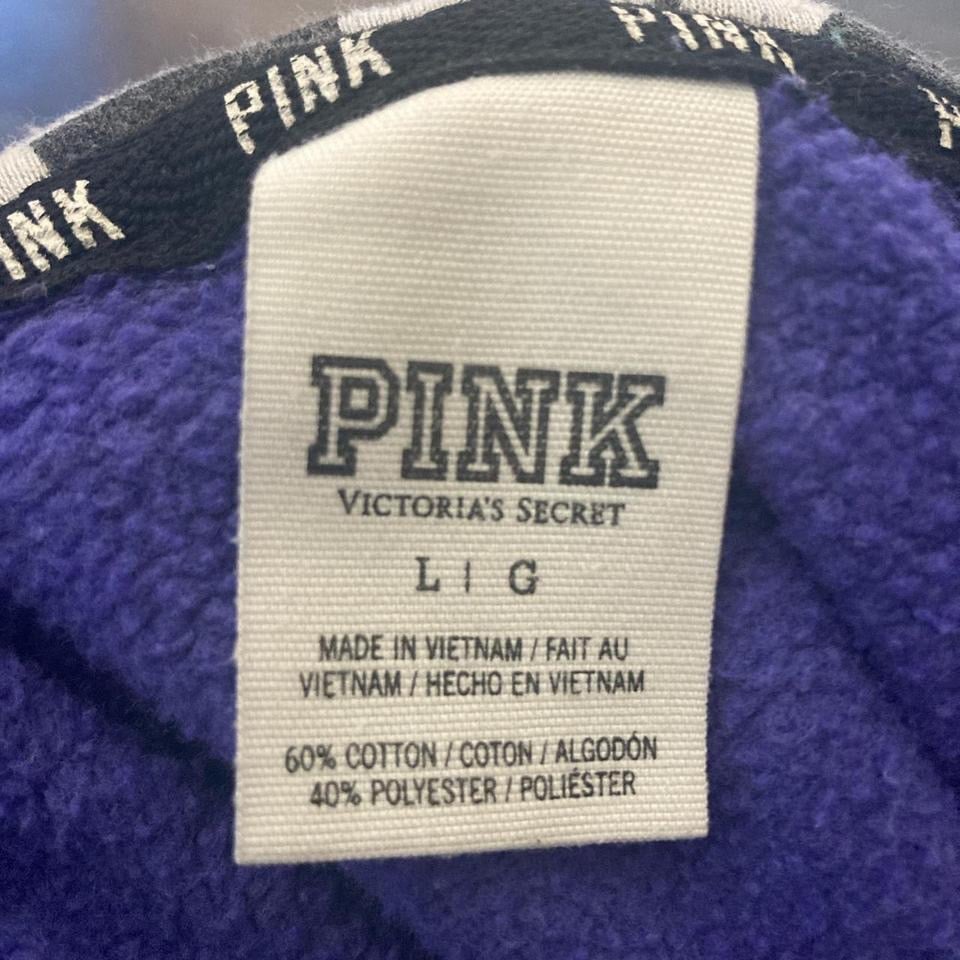 PINK
PINK
INK
PINK
VICTORIA'S SECRET
L | G
MADE IN VIETNAM / FAIT AU
VIETNAM / HECHO EN VIETNAM
60% COTTON / COTON / ALGODÓN
40% POLYESTER / POLIÉSTER